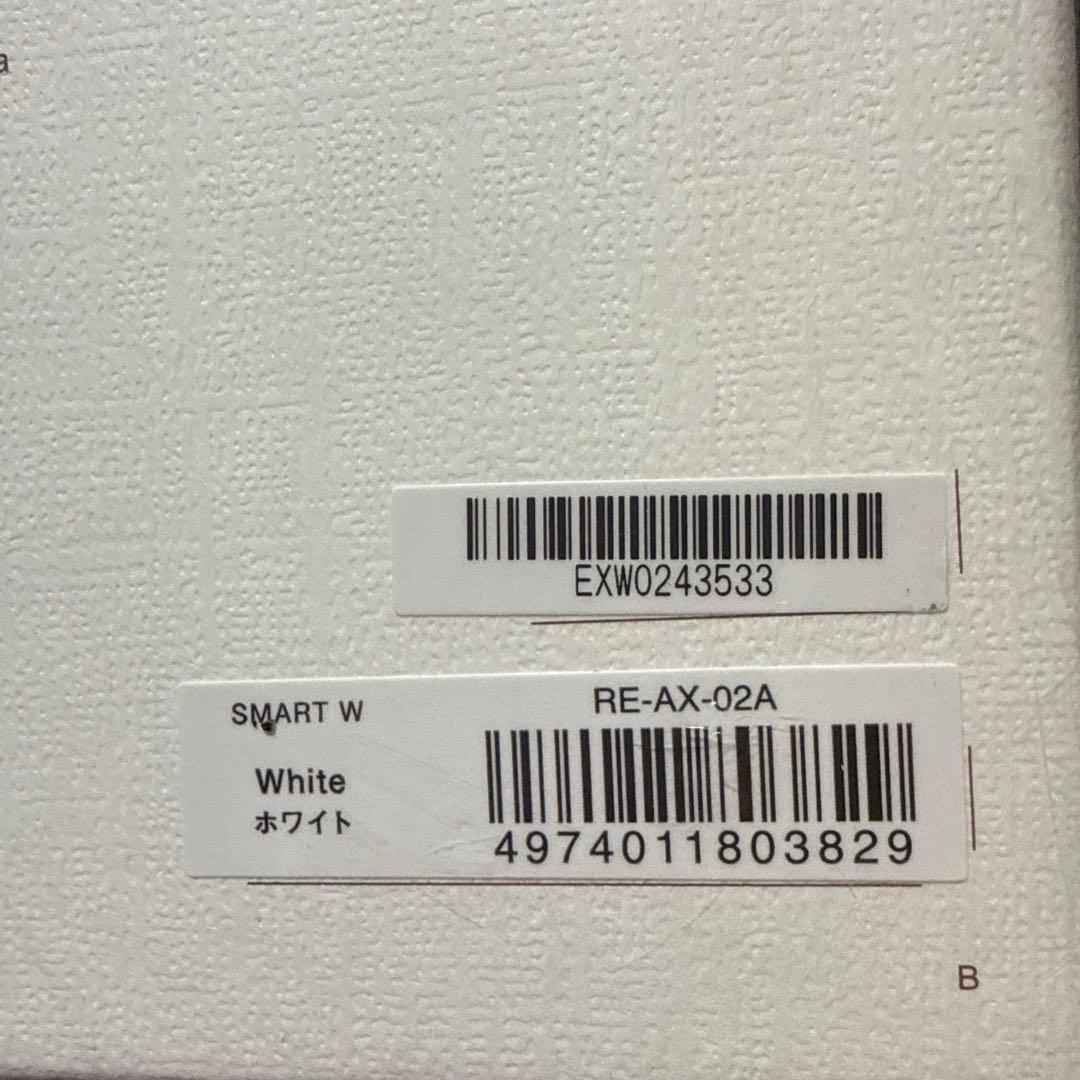 a
EXW0243533
SMART W
RE-AX-02A
White
ホワイト
4974011803829
B